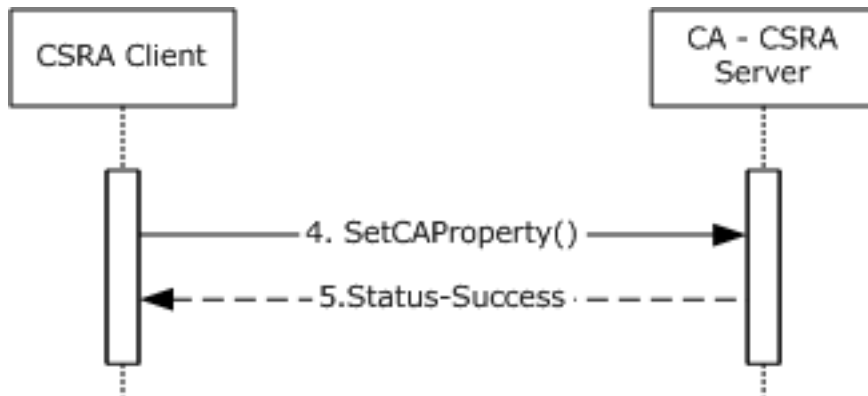 CSRA Client
CA - CSRA
Server
4. SetCAProperty()
5.Status-Success